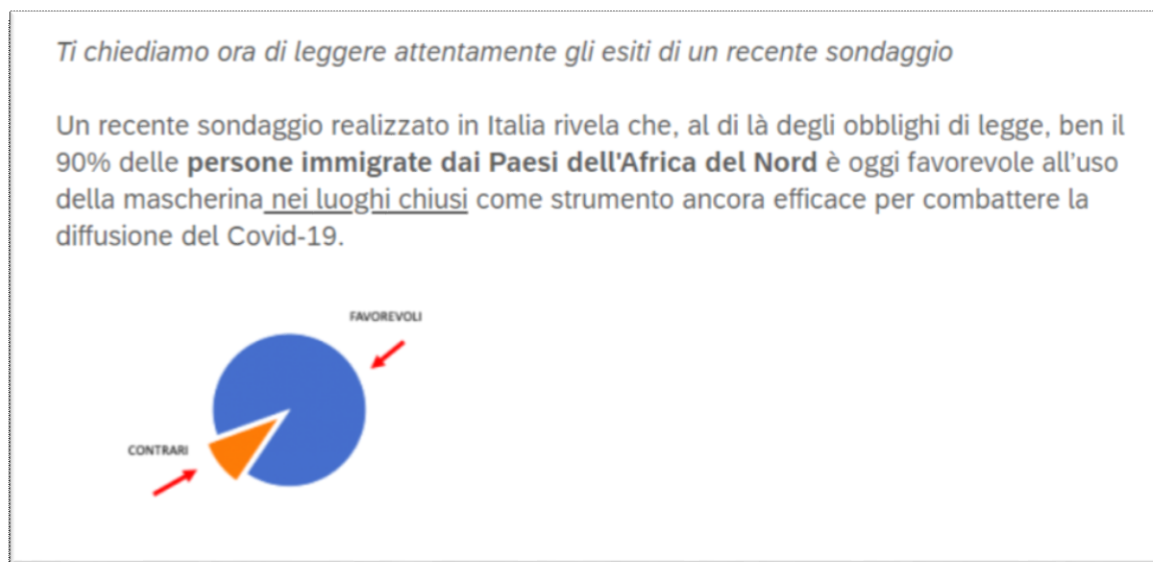 Ti chiediamo ora di leggere attentamente gli esiti di un recente sondaggio
Un recente sondaggio realizzato in Italia rivela che, al di là degli obblighi di legge, ben il
90% delle persone immigrate dai Paesi dell'Africa del Nord è oggi favorevole all’uso
della mascherina nei luoghi chiusi come strumento ancora efficace per combattere la
diffusione del Covid-19.
FAVOREVOLI
CONTRARI